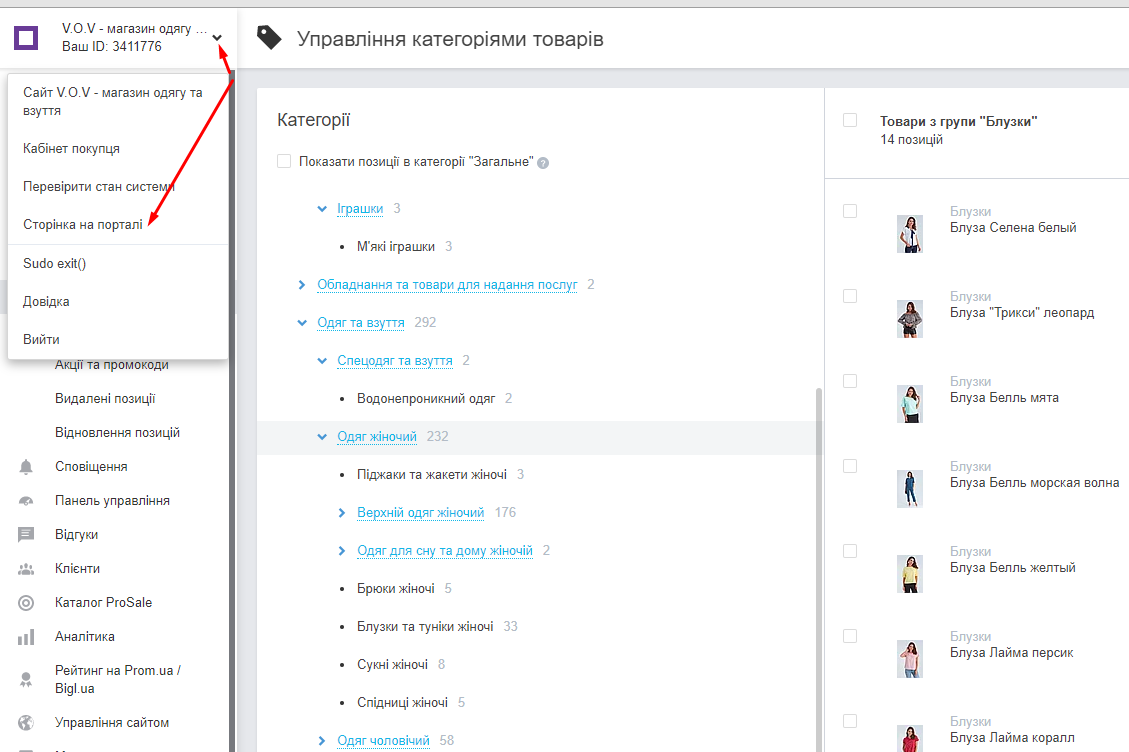 V.O.V - магазин одягу ...
Ваш ID: 3411776
Управління категоріями товарів
Сайт V.O.V - магазин одягу та
взуття
Кабінет покупця
Перевірити стан системи
Сторінка на порталі
Sudo exit()
Довідка
Вийти
Акції та промокоди
Видалені позиції
Відновлення позицій
Сповіщення
Панель управління
Відгуки
Клієнти
Каталог ProSale
Аналітика
Рейтинг на Prom.ua /
Bigl.ua
Управління сайтом
Категорії
Показати позиції в категорії "Загальне" ?
Іграшки 3
М'які іграшки 3
Обладнання та товари для надання послуг 2
Одяг та взуття 292
Спецодяг та взуття 2
Водонепроникний одяг 2
Одяг жіночий 232
Піджаки та жакети жіночі 3
Верхній одяг жіночий 176
Одяг для сну та дому жіночій 2
Брюки жіночі 5
Блузки та туніки жіночі 33
Сукні жіночі 8
Спідниці жіночі 5
Одяг чоловічий 58
Товари з групи "Блузки"
14 позицій
Блузки
Блуза Селена белый
Блузки
Блуза "Трикси" леопард
Блузки
Блуза Белль мята
Блузки
Блуза Белль морская волна
Блузки
Блуза Белль желтый
Блузки
Блуза Лайма персик
Блузки
Блуза Лайма коралл